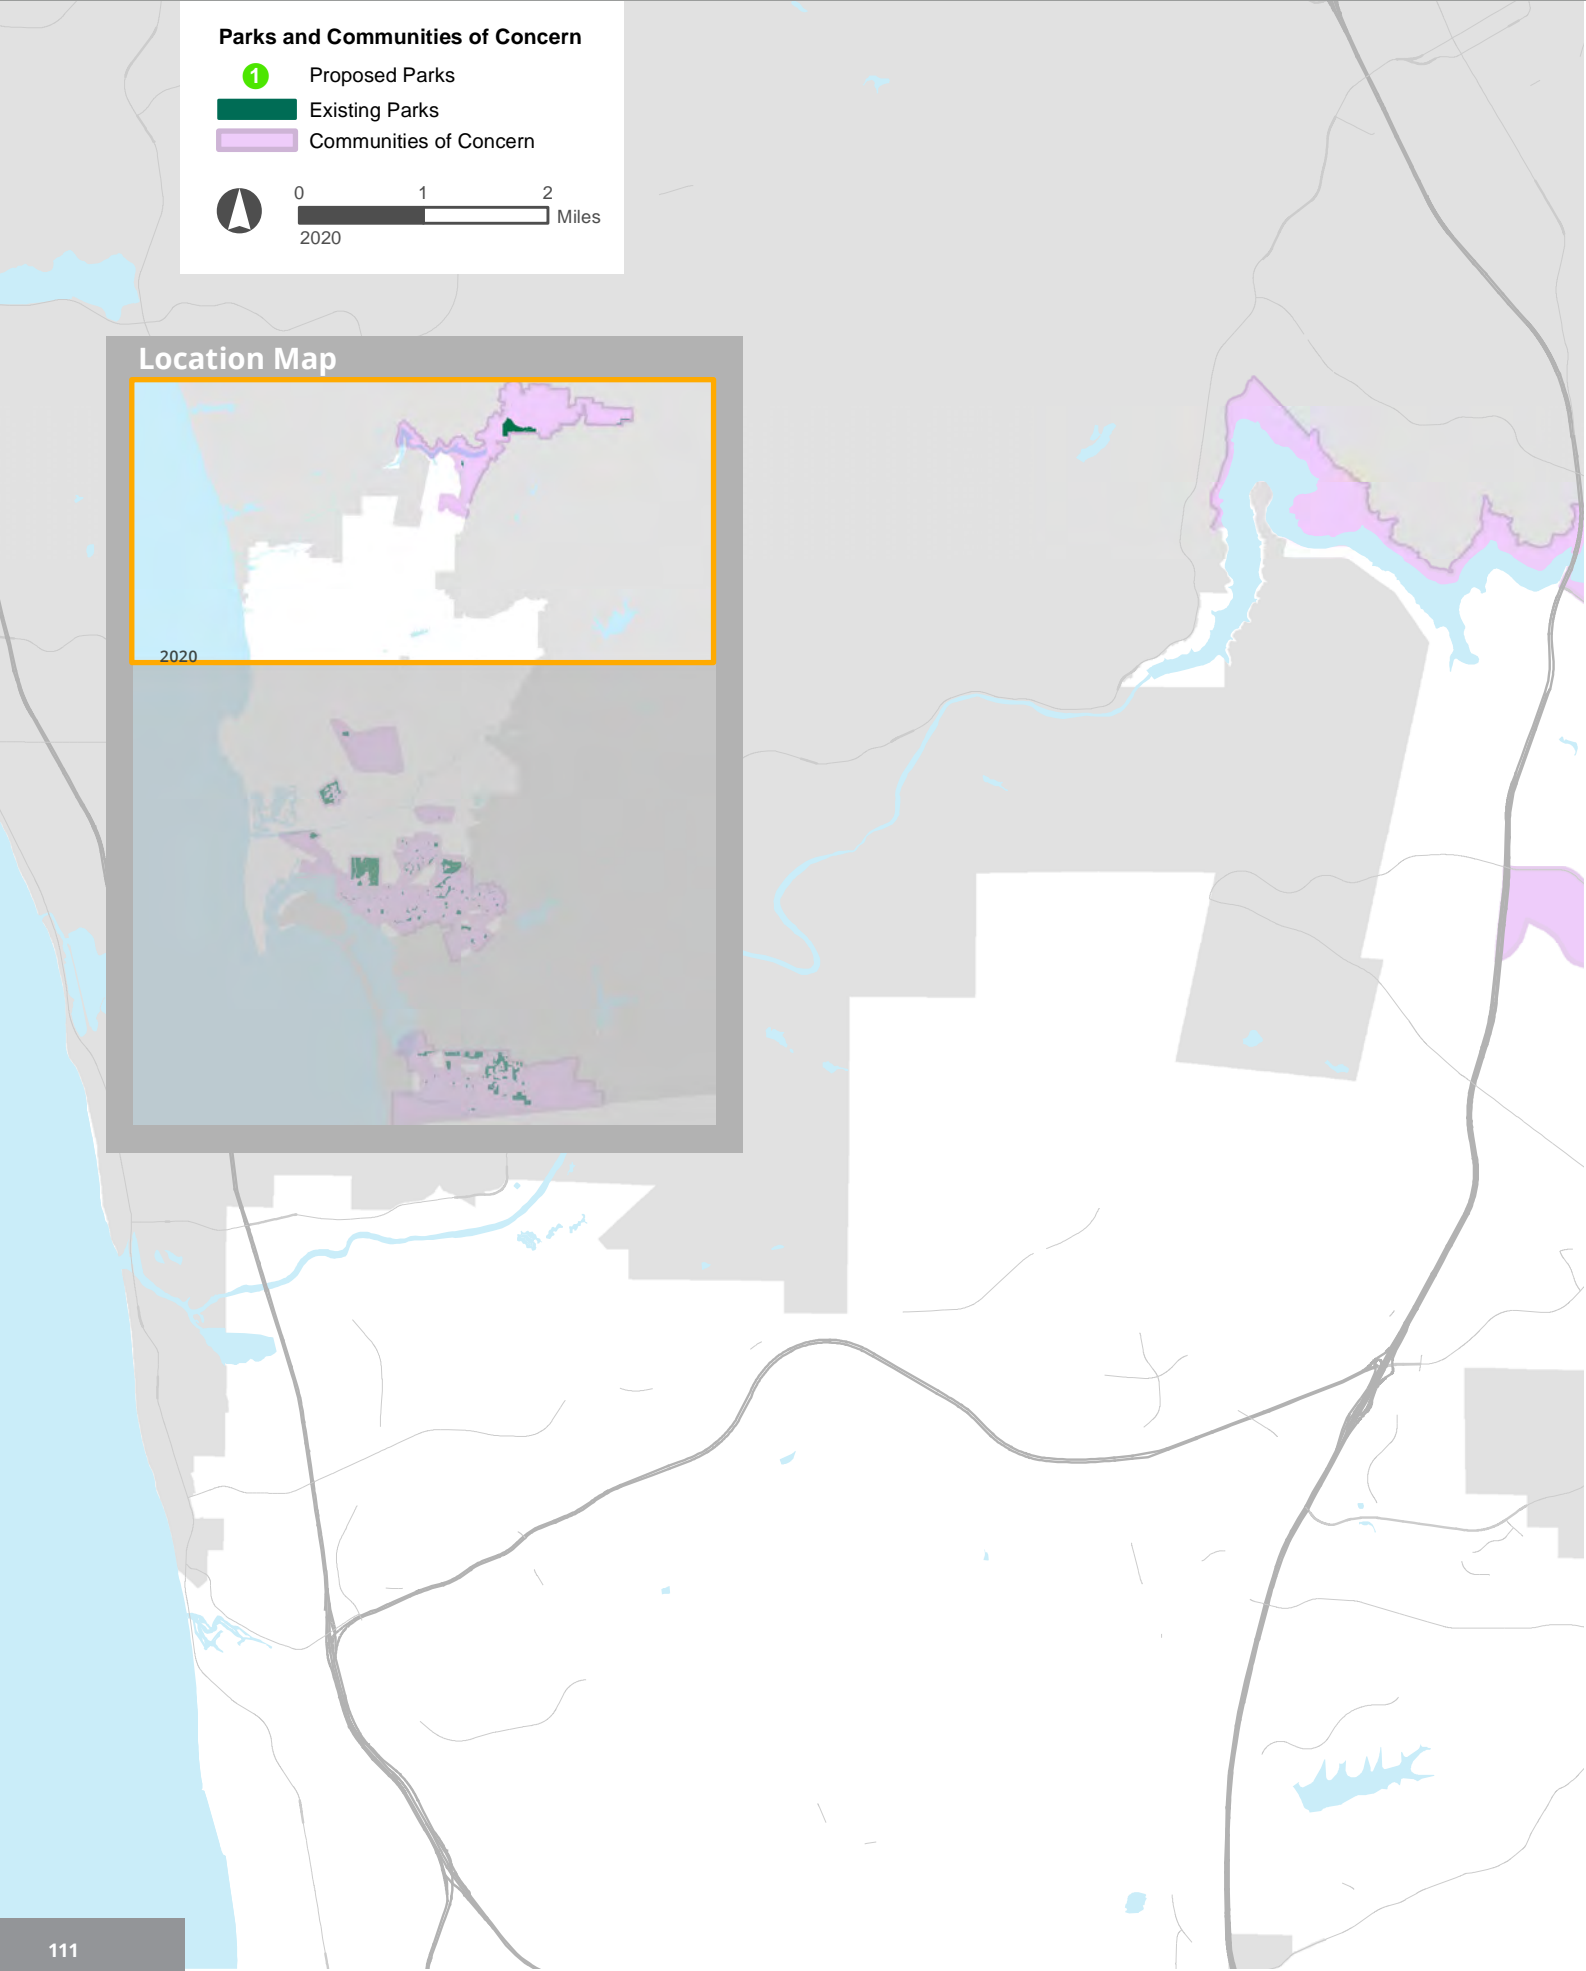 Parks and Communities of Concern
1 Proposed Parks
Existing Parks
Communities of Concern
0 1 2
Miles
2020
Location Map
2020
111